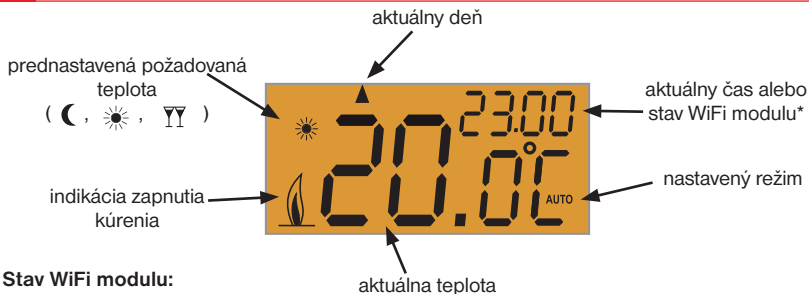 aktuálny deň
prednastavená požadovaná
teplota
( , , )
aktuálny čas alebo
stav WiFi modulu*
23.00
20.0°C
AUTO
nastavený režim
indikácia zapnutia
kúrenia
Stav WiFi modulu:
aktuálna teplota